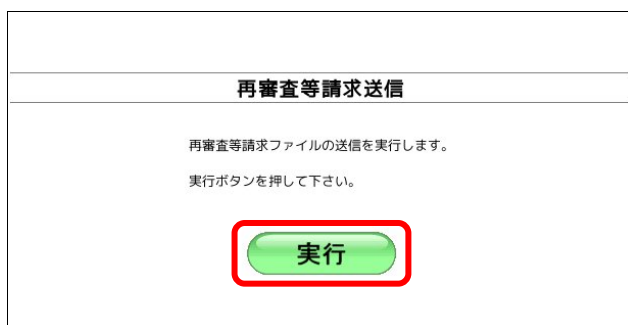 再審査等請求送信
再審査等請求ファイルの送信を実行します。
実行ボタンを押して下さい。
実行